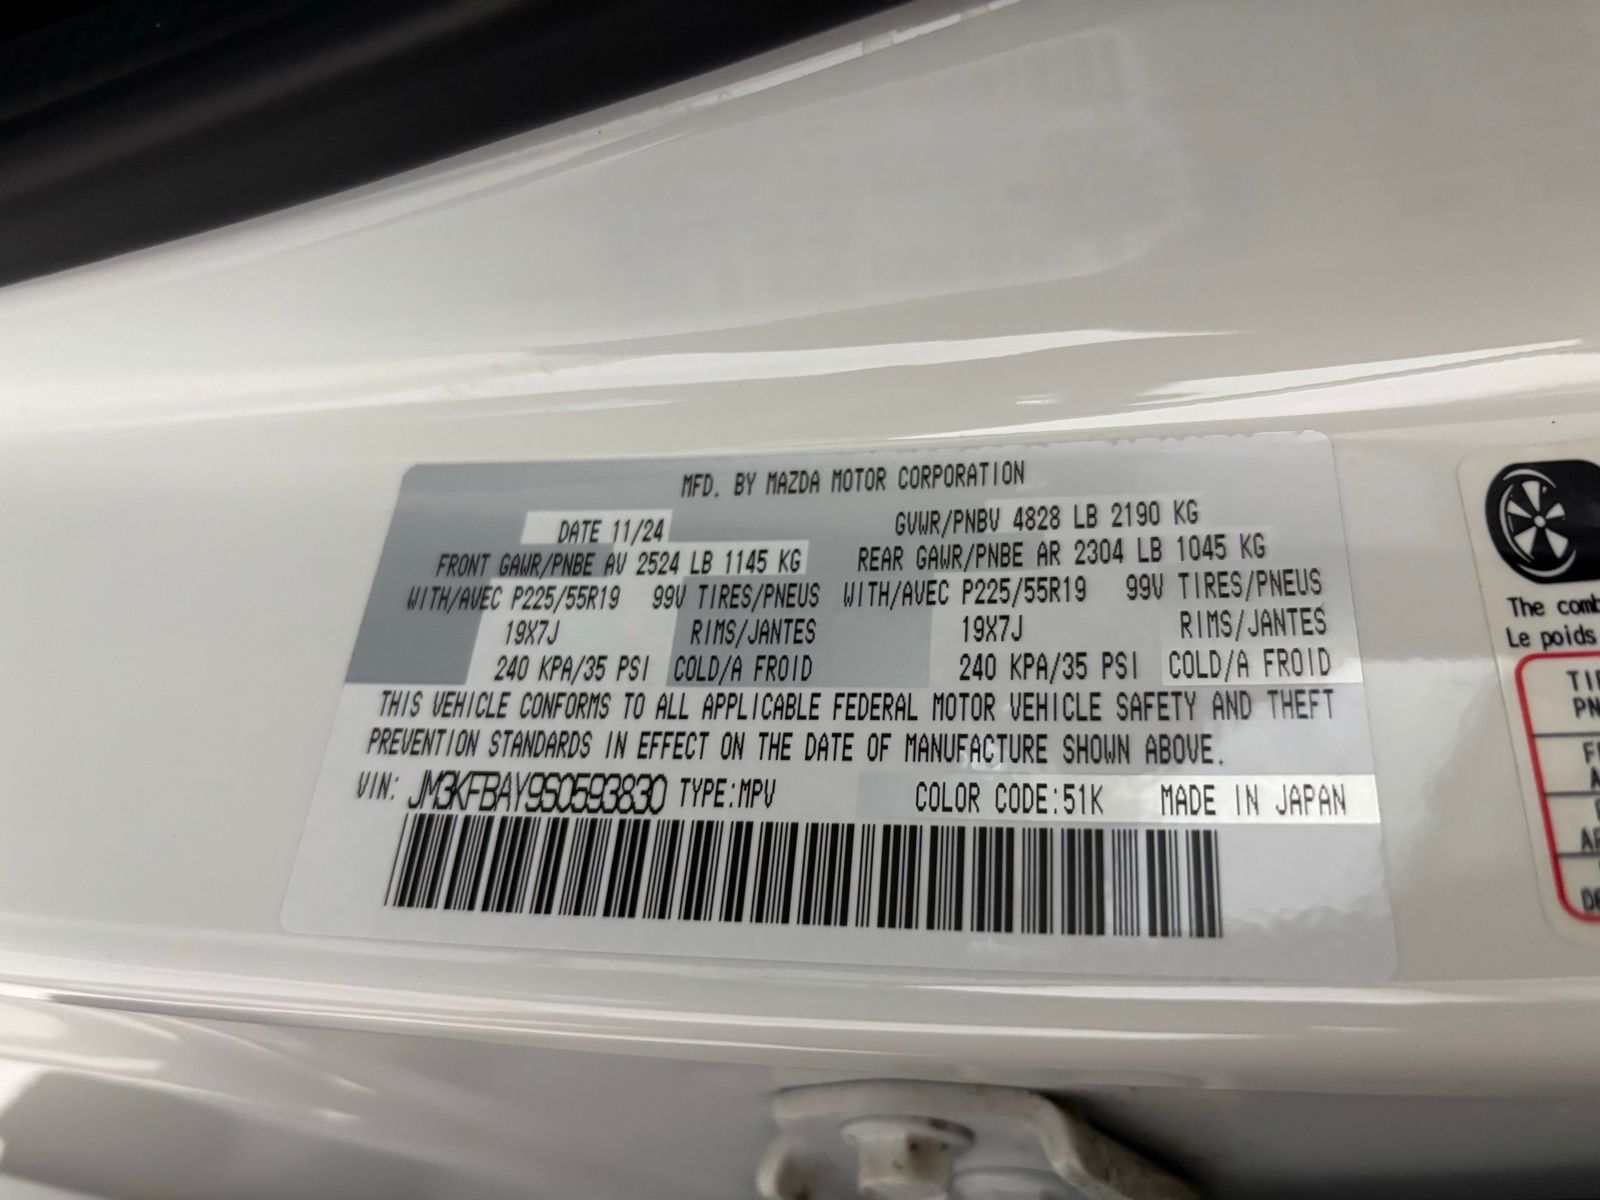 MFD. BY MAZDA MOTOR CORPORATION
DATE 11/24 GVWR/PNBV 4828 LB 2190 KG
FRONT GAWR/PNBE AV 2524 LB 1145 KG REAR GAWR/PNBE AR 2304 LB 1045 KG
WITH/AVEC P225/55R19 99V TIRES/PNEUS WITH/AVEC P225/55R19 99V TIRES/PNEUS
19X7J RIMS/JANTES 19X7J RIMS/JANTES
240 KPA/35 PSI COLD/A FROID 240 KPA/35 PSI COLD/A FROID
THIS VEHICLE CONFORMS TO ALL APPLICABLE FEDERAL MOTOR VEHICLE SAFETY AND THEFT
PREVENTION STANDARDS IN EFFECT ON THE DATE OF MANUFACTURE SHOWN ABOVE.
VIN: JM3KFBAY9S0593830 TYPE:MPV COLOR CODE:51K MADE IN JAPAN
The
Le poids